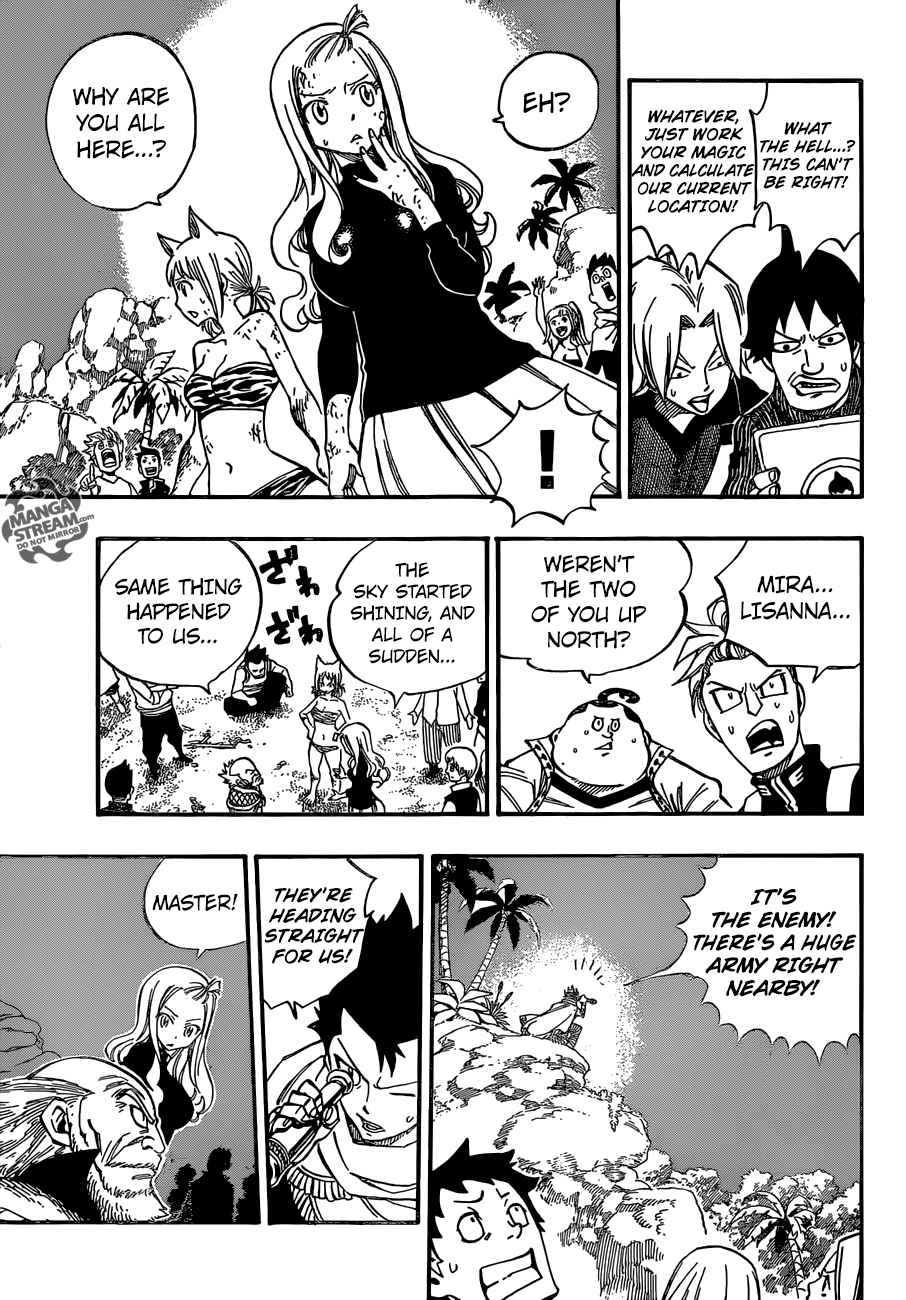 WHAT
THE HELL...?
THIS CAN'T
BE RIGHT!
WHATEVER,
JUST WORK
YOUR MAGIC
AND CALCULATE
OUR CURRENT
LOCATION!
EH?
WHY ARE
YOU ALL
HERE...?
!
MANGA
STREAM.com
DO NOT MIRROR
MIRA...
LISANNA...
WEREN'T
THE TWO
OF YOU UP
NORTH?
THE
SKY STARTED
SHINING, AND
ALL OF A
SUDDEN...
ざわ
ざわ
SAME THING
HAPPENED
TO US...
IT'S
THE ENEMY!
THERE'S A HUGE
ARMY RIGHT
NEARBY!
THEY'RE
HEADING
STRAIGHT
FOR US!
MASTER!